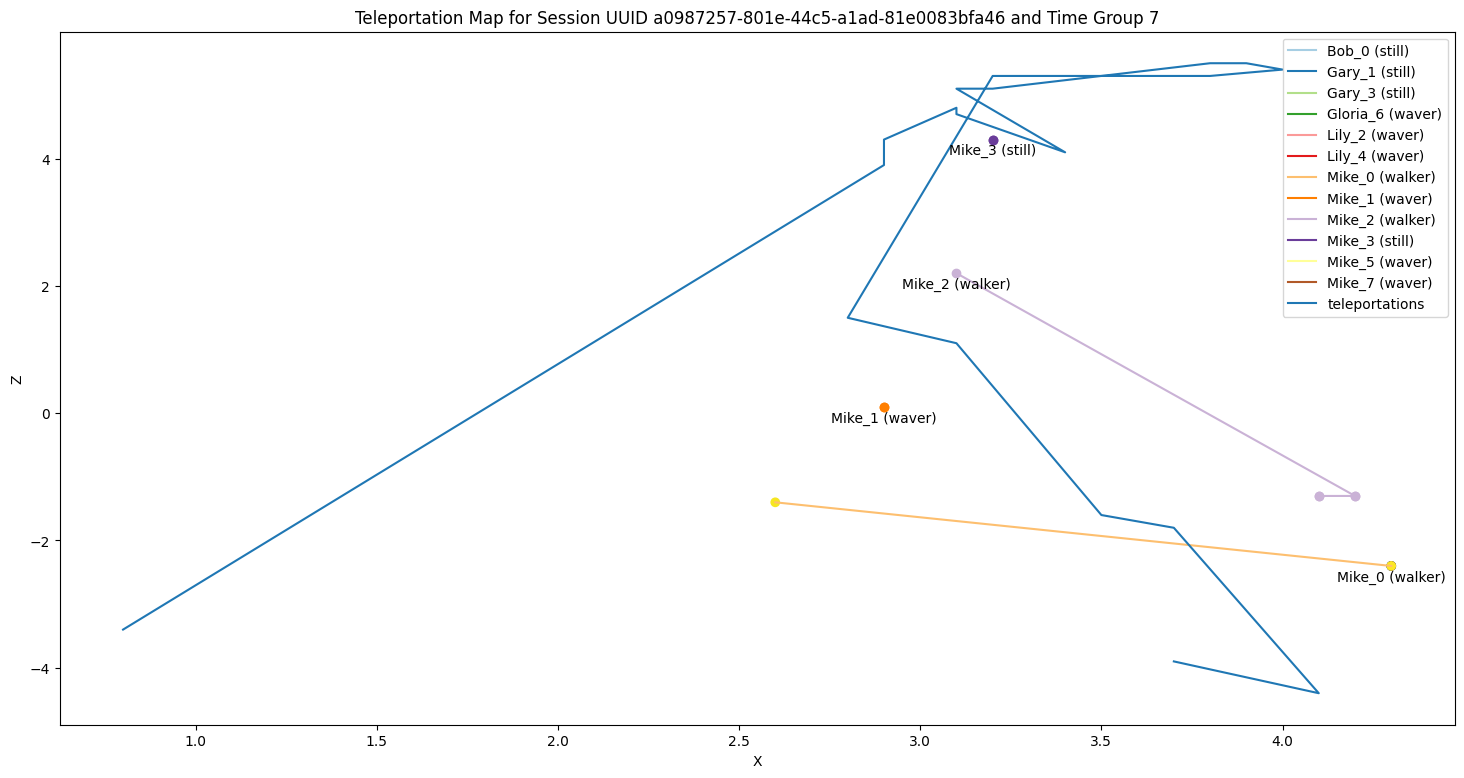 Teleportation Map for Session UUID a0987257-801e-44c5-a1ad-81e0083bfa46 and Time Group 7
Bob_0 (still)
Gary_1 (still)
Gary_3 (still)
Gloria_6 (waver)
Lily_2 (waver)
Lily_4 (waver)
Mike_0 (walker)
Mike_1 (waver)
Mike_2 (walker)
Mike_3 (still)
Mike_5 (waver)
Mike_7 (waver)
teleportations
Mike_3 (still)
Mike_2 (walker)
Mike_1 (waver)
Mike_0 (walker)
Z
4
2
0
−2
−4
1.0 1.5 2.0 2.5 3.0 3.5 4.0
X